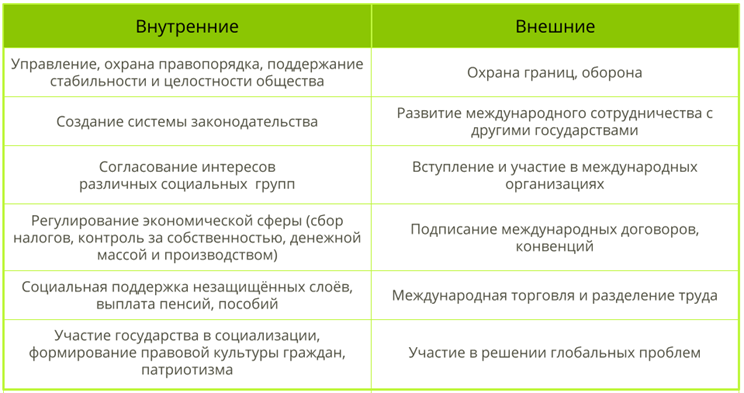 Внутренние
Внешние
Управление, охрана правопорядка, поддержание
стабильности и целостности общества
Охрана границ, оборона
Создание системы законодательства
Развитие международного сотрудничества с
другими государствами
Согласование интересов
различных социальных групп
Вступление и участие в международных
организациях
Регулирование экономической сферы (сбор
налогов, контроль за собственностью, денежной
массой и производством)
Подписание международных договоров,
конвенций
Социальная поддержка незащищённых слоёв,
выплата пенсий, пособий
Международная торговля и разделение труда
Участие государства в социализации,
формирование правовой культуры граждан,
патриотизма
Участие в решении глобальных проблем